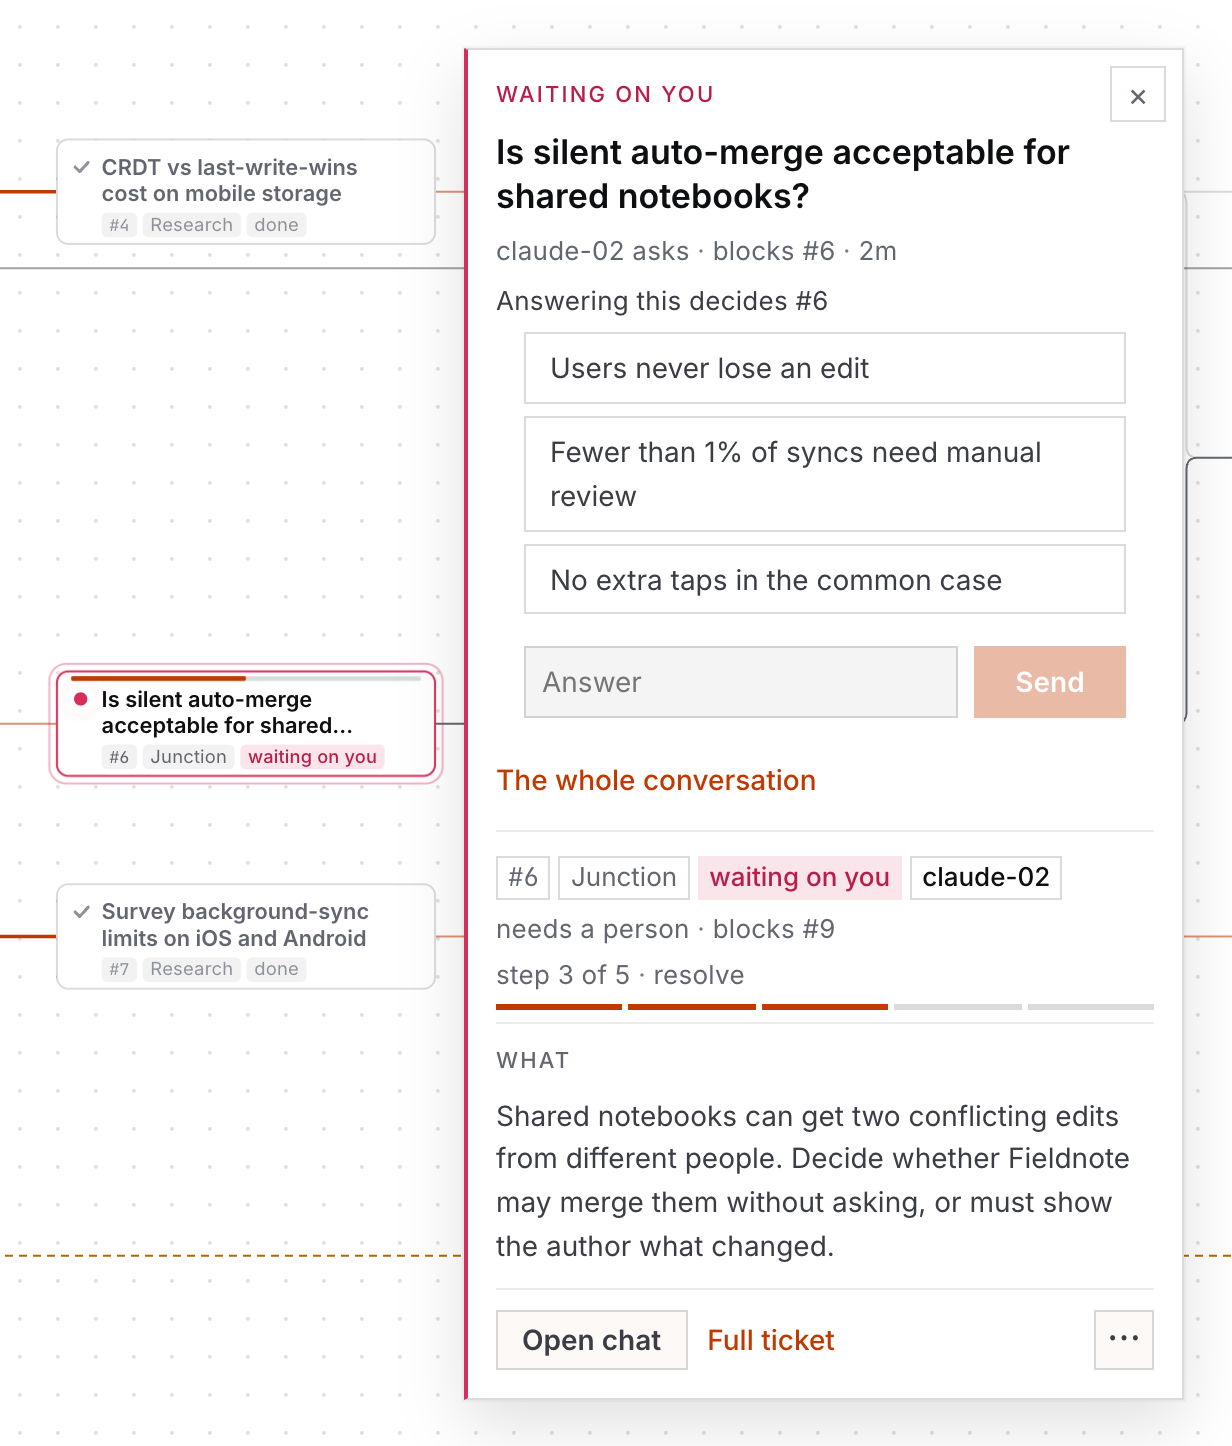 CRDT vs last-write-wins
cost on mobile storage
#4 Research done
Is silent auto-merge
acceptable for shared...
#6 Junction waiting on you
Survey background-sync
limits on iOS and Android
#7 Research done
WAITING ON YOU
×
Is silent auto-merge acceptable for
shared notebooks?
claude-02 asks · blocks #6 · 2m
Answering this decides #6
Users never lose an edit
Fewer than 1% of syncs need manual
review
No extra taps in the common case
Answer
Send
The whole conversation
#6 Junction waiting on you claude-02
needs a person · blocks #9
step 3 of 5 · resolve
WHAT
Shared notebooks can get two conflicting edits
from different people. Decide whether Fieldnote
may merge them without asking, or must show
the author what changed.
Open chat Full ticket ···